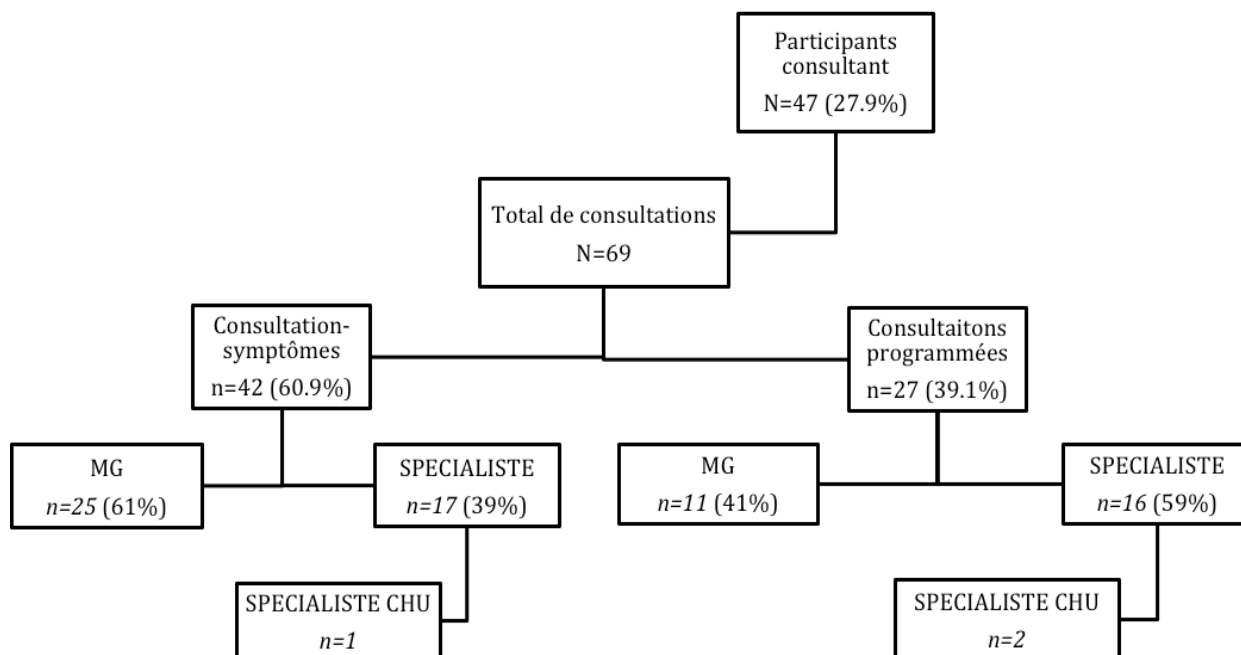 Participants
consultant
N=47 (27.9%)
Total de consultations
N=69
Consultation-
symptômes
n=42 (60.9%)
Consultaitons
programmées
n=27 (39.1%)
MG
n=25 (61%)
SPECIALISTE
n=17 (39%)
MG
n=11 (41%)
SPECIALISTE
n=16 (59%)
SPECIALISTE CHU
n=1
SPECIALISTE CHU
n=2